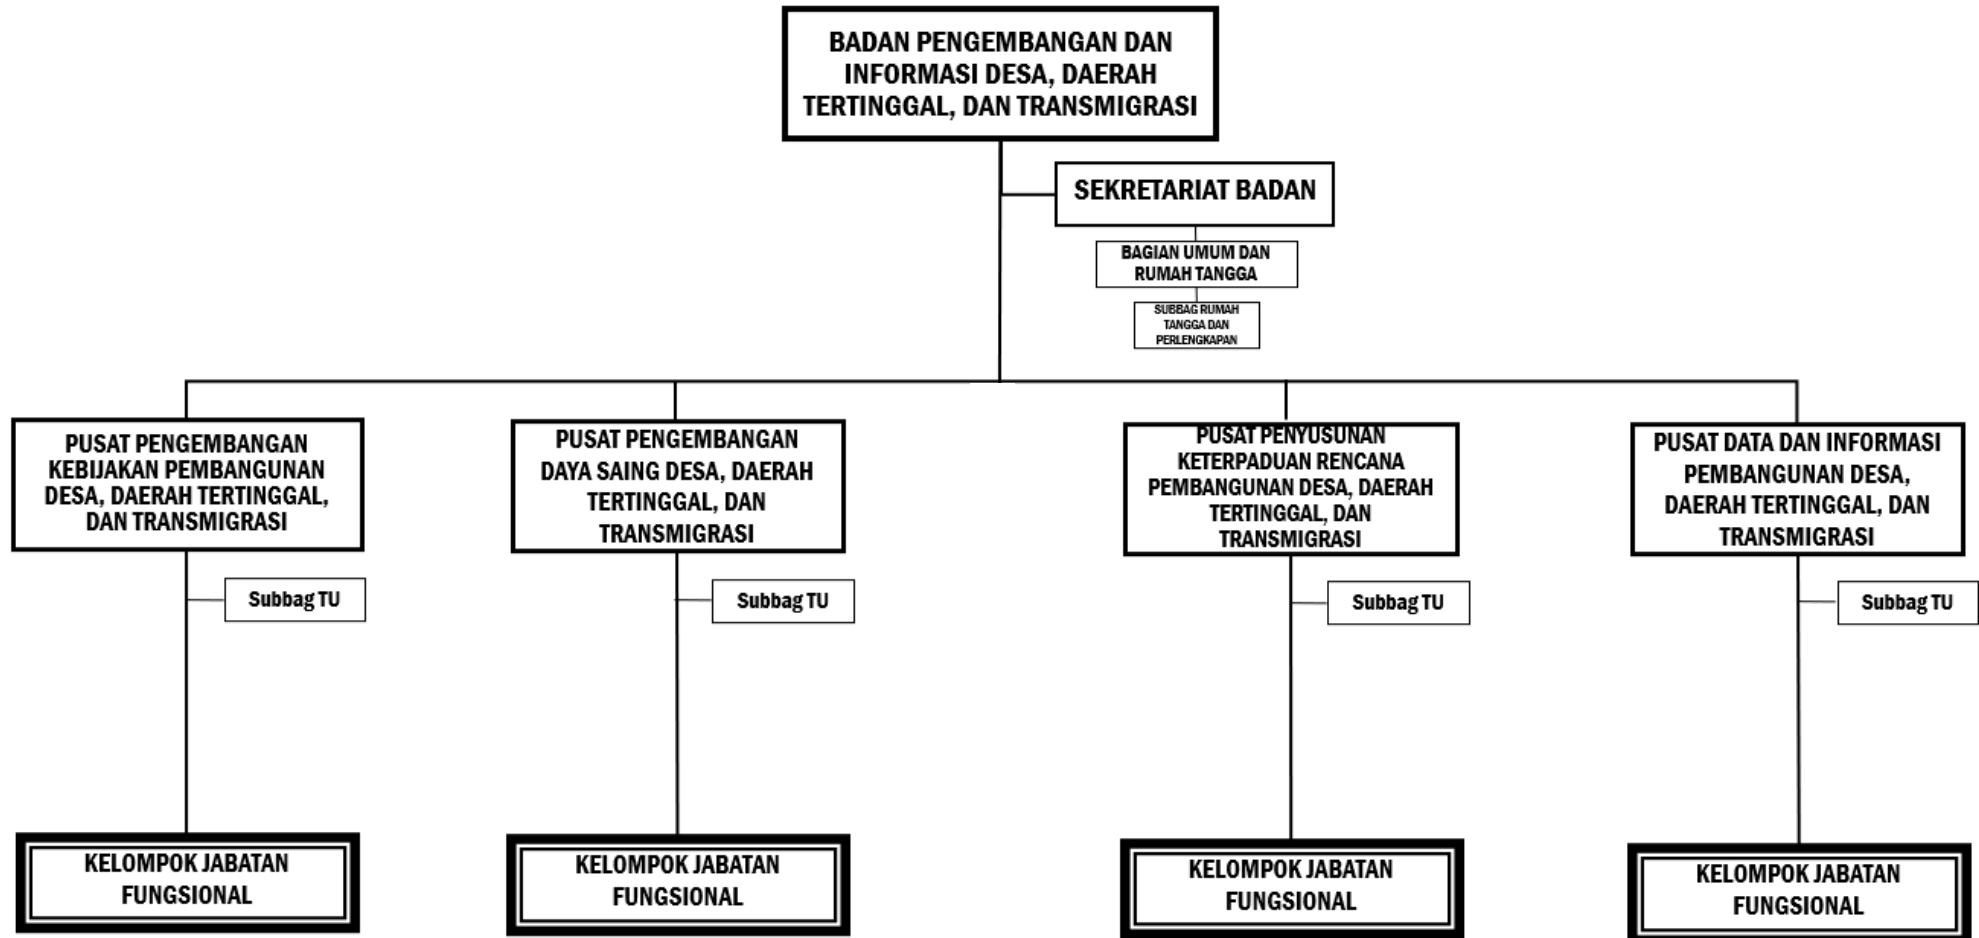 BADAN PENGEMBANGAN DAN
INFORMASI DESA, DAERAH
TERTINGGAL, DAN TRANSMIGRASI
SEKRETARIAT BADAN
BAGIAN UMUM DAN
RUMAH TANGGA
SUBBAG RUMAH
TANGGA DAN
PERLENGKAPAN
PUSAT PENGEMBANGAN
KEBIJAKAN PEMBANGUNAN
DESA, DAERAH TERTINGGAL,
DAN TRANSMIGRASI
PUSAT PENGEMBANGAN
DAYA SAING DESA, DAERAH
TERTINGGAL, DAN
TRANSMIGRASI
PUSAT PENYUSUNAN
KETERPADUAN RENCANA
PEMBANGUNAN DESA, DAERAH
TERTINGGAL, DAN
TRANSMIGRASI
PUSAT DATA DAN INFORMASI
PEMBANGUNAN DESA,
DAERAH TERTINGGAL, DAN
TRANSMIGRASI
Subbag TU
Subbag TU
Subbag TU
Subbag TU
KELOMPOK JABATAN
FUNGSIONAL
KELOMPOK JABATAN
FUNGSIONAL
KELOMPOK JABATAN
FUNGSIONAL
KELOMPOK JABATAN
FUNGSIONAL